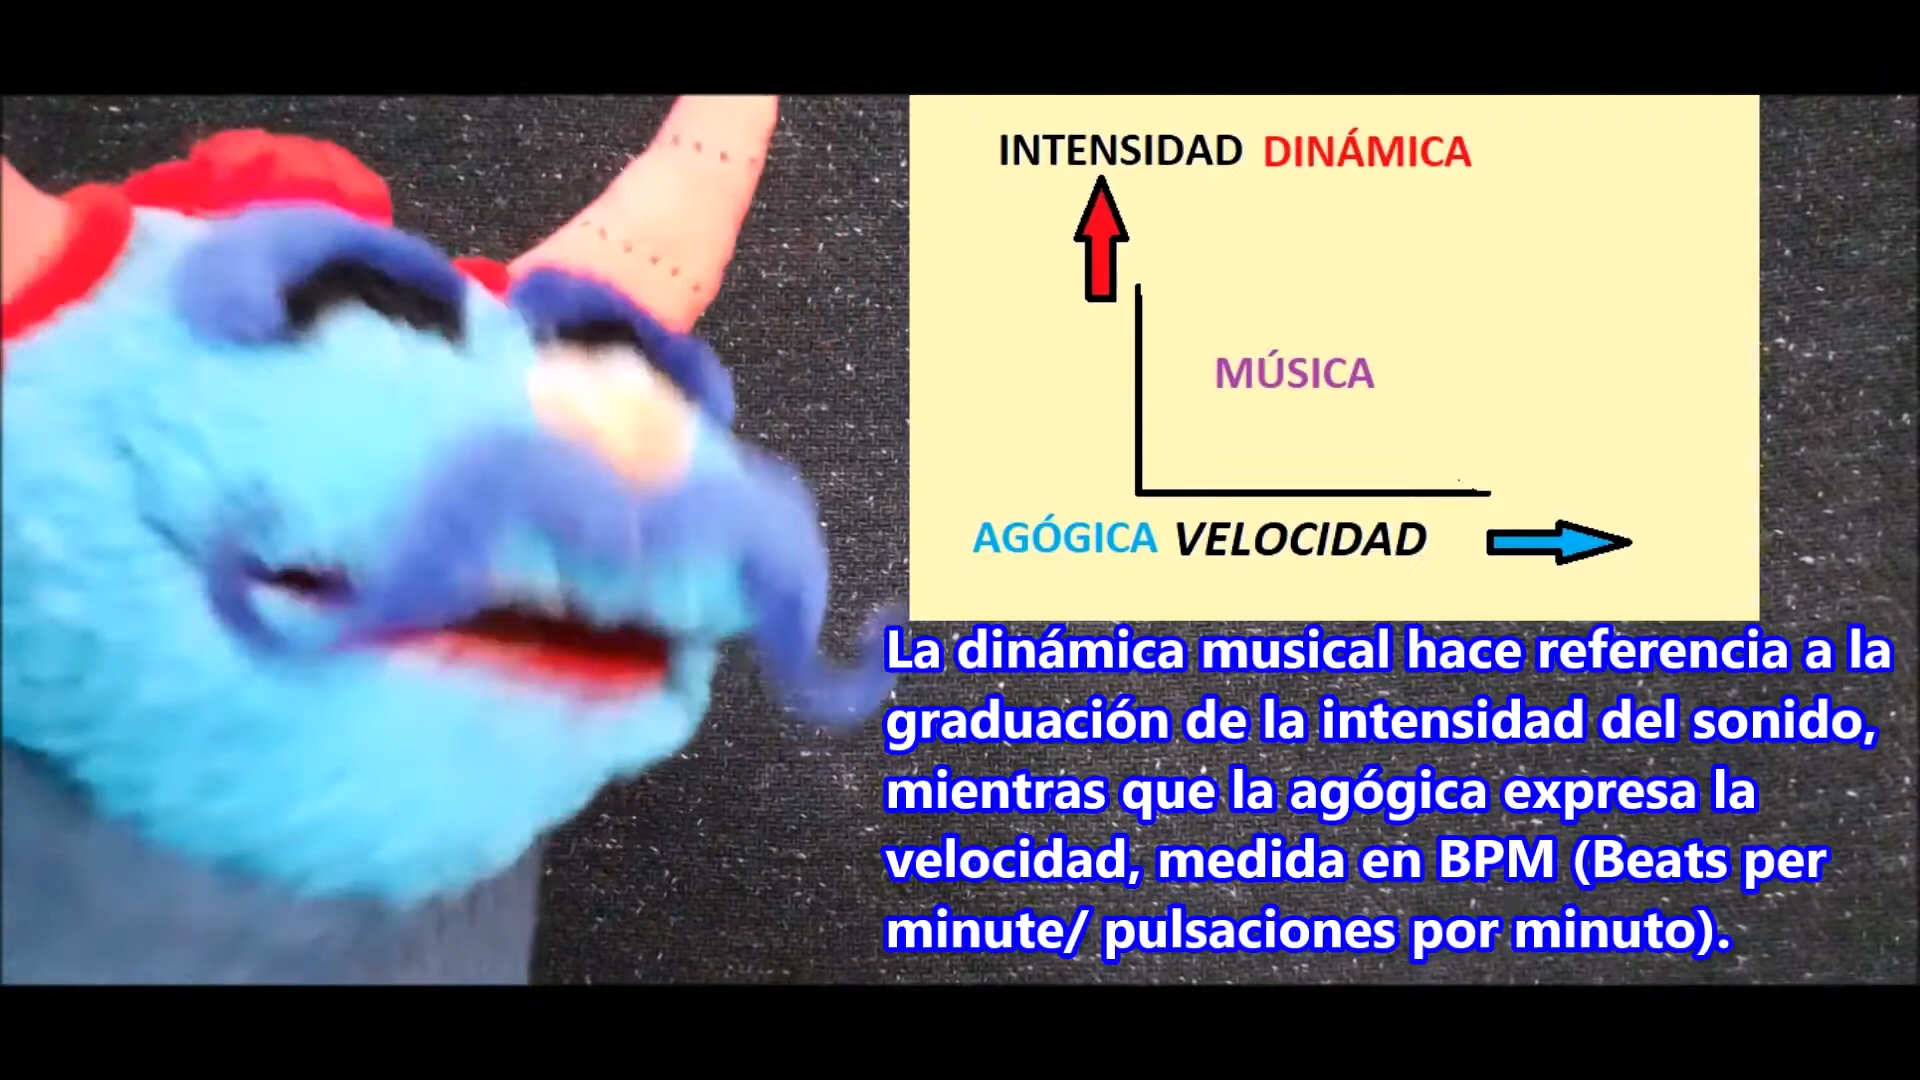 INTENSIDAD DINÁMICA
MÚSICA
AGÓGICA VELOCIDAD
La dinámica musical hace referencia a la
graduación de la intensidad del sonido,
mientras que la agógica expresa la
velocidad, medida en BPM (Beats per
minute/ pulsaciones por minuto).